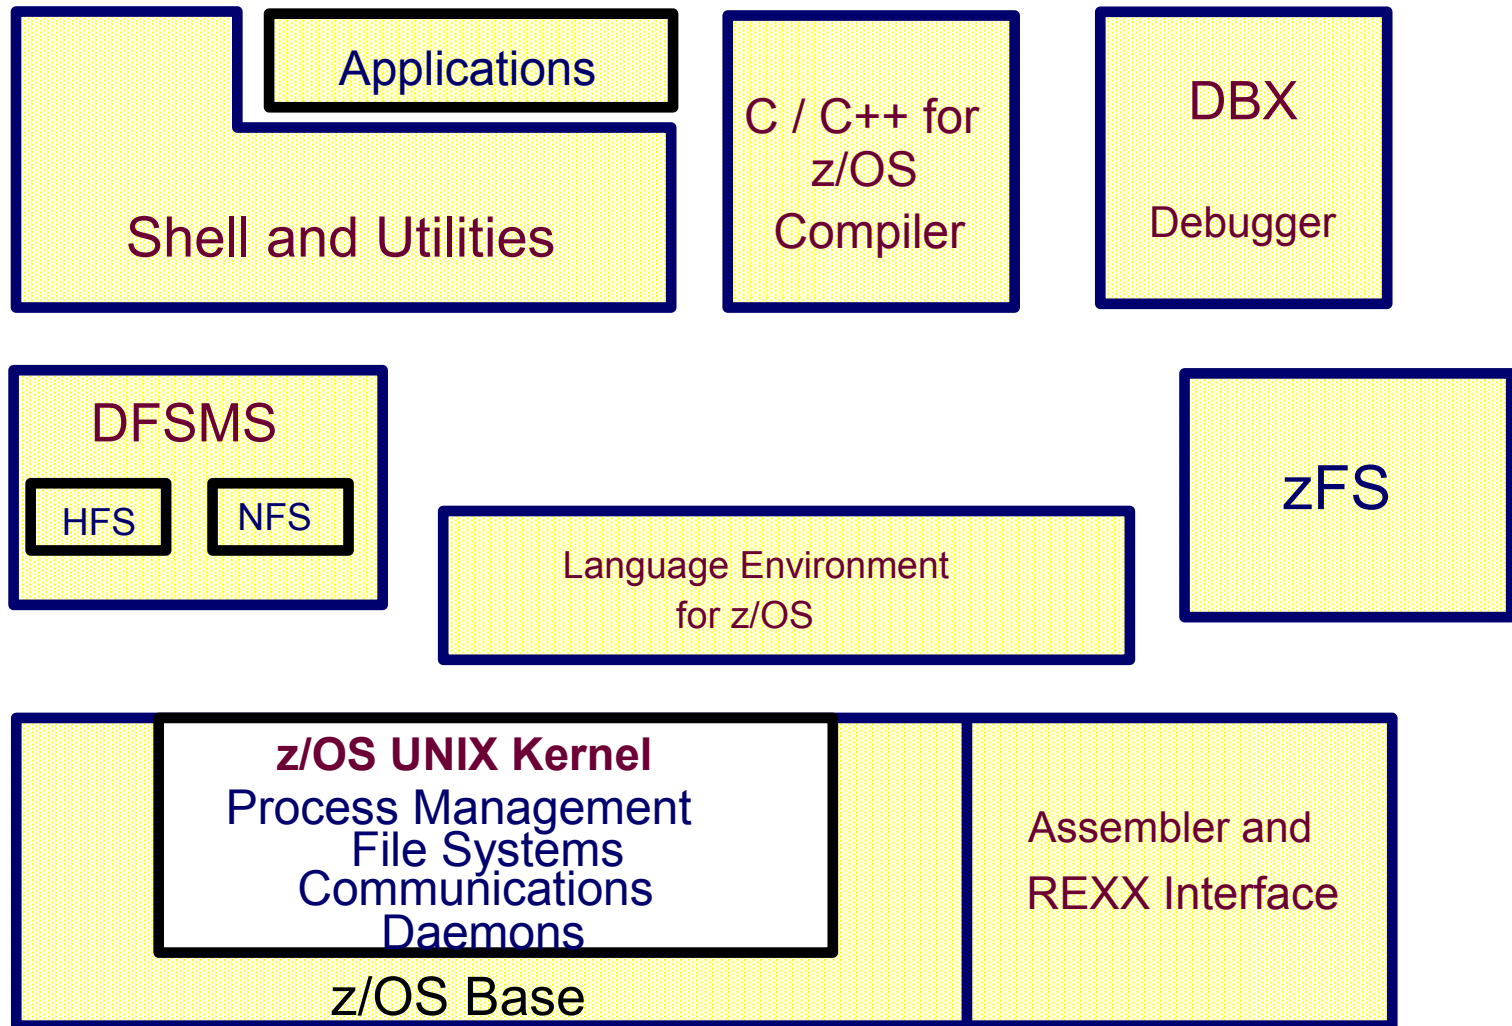 Applications
Shell and Utilities
C / C++ for
z/OS
Compiler
DBX
Debugger
DFSMS
HFS
NFS
Language Environment
for z/OS
zFS
z/OS UNIX Kernel
Process Management
File Systems
Communications
Daemons
z/OS Base
Assembler and
REXX Interface